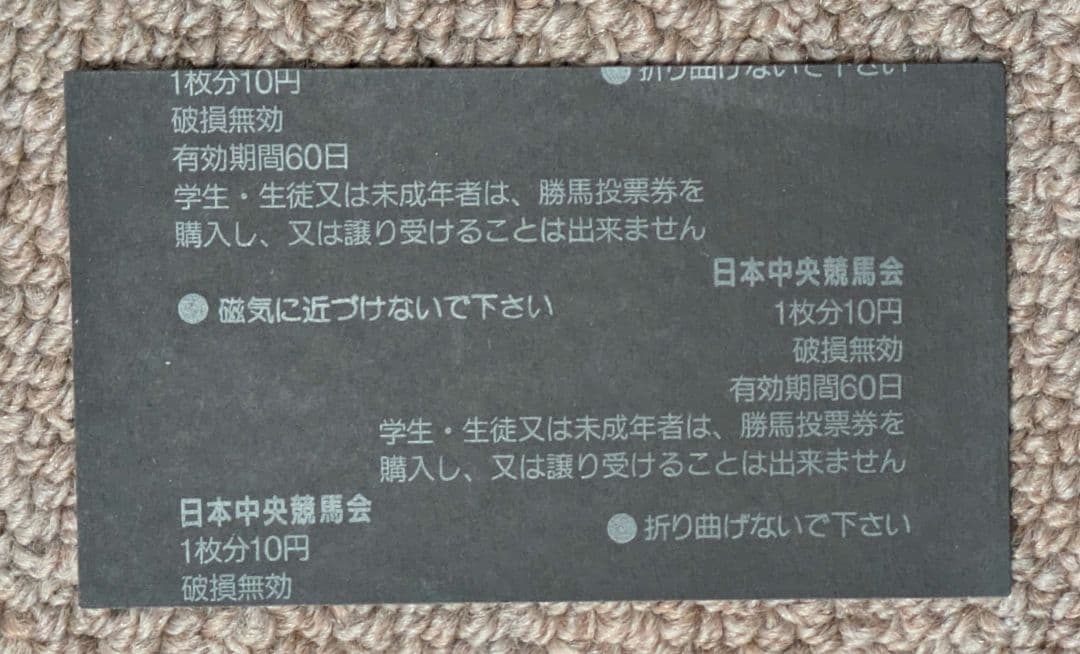 折り曲げないで下さい
1枚分10円
破損無効
有効期間60日
学生・生徒又は未成年者は、勝馬投票券を
購入し、又は譲り受けることは出来ません
日本中央競馬会
● 磁気に近づけないで下さい
1枚分10円
破損無効
有効期間60日
学生・生徒又は未成年者は、勝馬投票券を
購入し、又は譲り受けることは出来ません
日本中央競馬会
● 折り曲げないで下さい
1枚分10円
破損無効